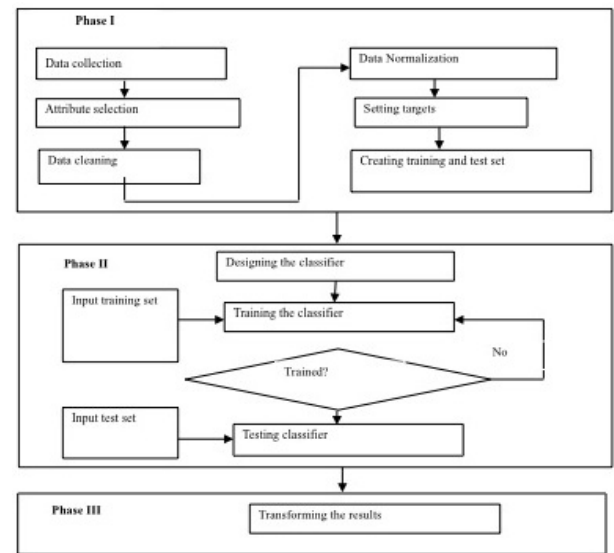 Phase I
Data collection
Attribute selection
Data cleaning
Data Normalization
Setting targets
Creating training and test set
Phase II
Designing the classifier
Input training set
Training the classifier
No
Trained?
Input test set
Testing classifier
Phase III
Transforming the results